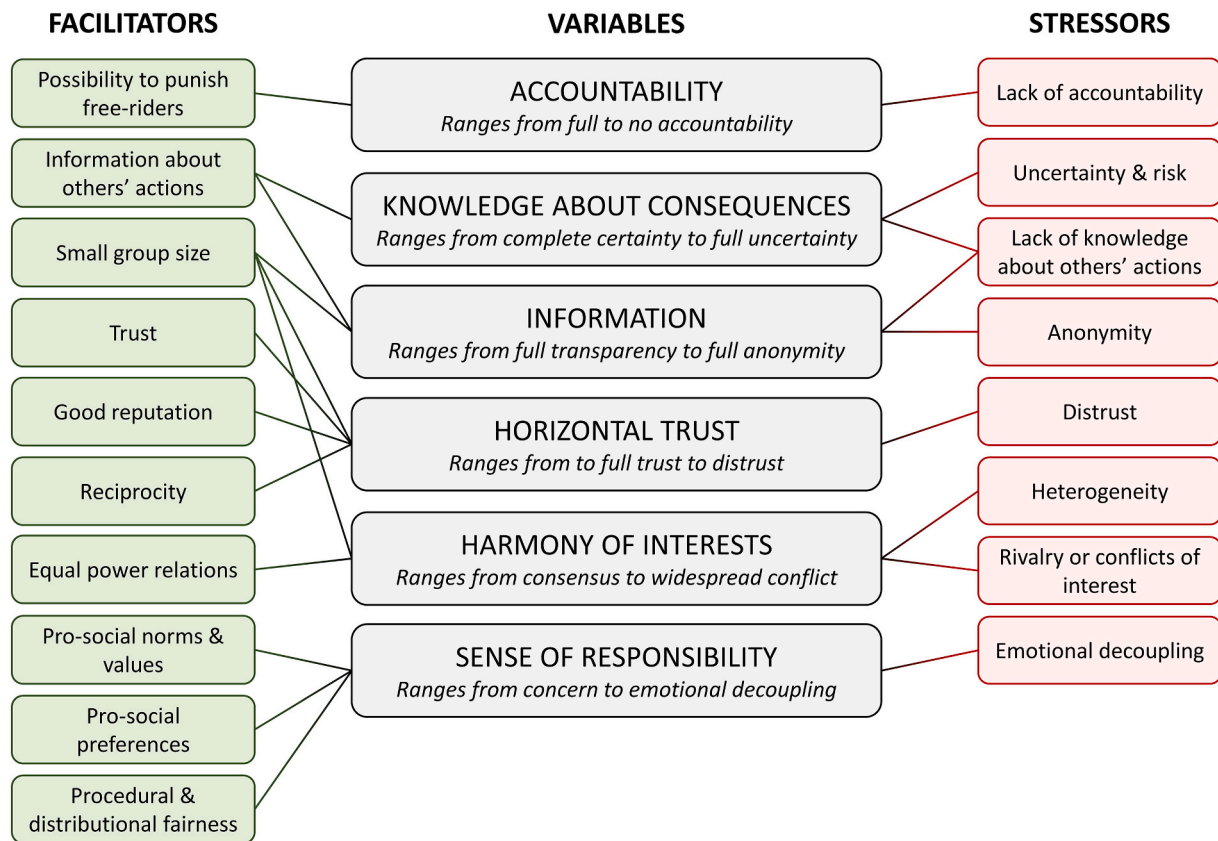 FACILITATORS
Possibility to punish
free-riders
Information about
others’ actions
Small group size
Trust
Good reputation
Reciprocity
Equal power relations
Pro-social norms &
values
Pro-social
preferences
Procedural &
distributional fairness
VARIABLES
ACCOUNTABILITY
Ranges from full to no accountability
KNOWLEDGE ABOUT CONSEQUENCES
Ranges from complete certainty to full uncertainty
INFORMATION
Ranges from full transparency to full anonymity
HORIZONTAL TRUST
Ranges from to full trust to distrust
HARMONY OF INTERESTS
Ranges from consensus to widespread conflict
SENSE OF RESPONSIBILITY
Ranges from concern to emotional decoupling
STRESSORS
Lack of accountability
Uncertainty & risk
Lack of knowledge
about others’ actions
Anonymity
Distrust
Heterogeneity
Rivalry or conflicts of
interest
Emotional decoupling